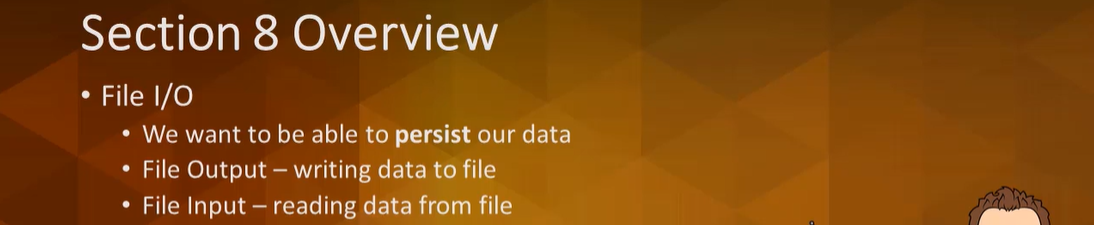 Section 8 Overview
• File I/O
• We want to be able to persist our data
• File Output – writing data to file
• File Input – reading data from file